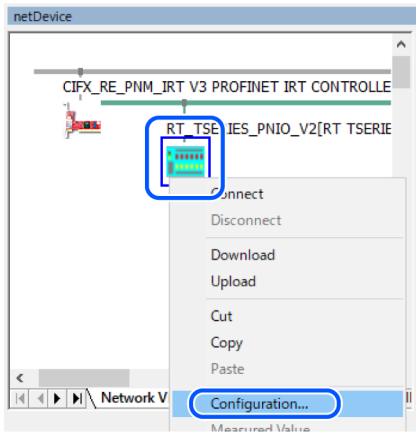 netDevice
CIFX_RE_PNM_IRT V3 PROFINET IRT CONTROLLE
RT_TSERIES_PNIO_V2[RT TSERIE
Connect
Disconnect
Download
Upload
Cut
Copy
Paste
Network V
Configuration...
Measured Value